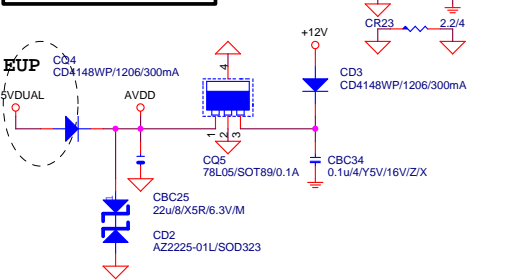 CR23
2.2/4
+12V
EUP
CQ4
CD4148WP/1206/300mA
5VDUAL
AVDD
4
CD3
CD4148WP/1206/300mA
1
2
3
CQ5
78L05/SOT89/0.1A
CBC34
0.1u/4/Y5V/16V/Z/X
1
CBC25
22u/8/X5R/6.3V/M
CD2
AZ2225-01L/SOD323